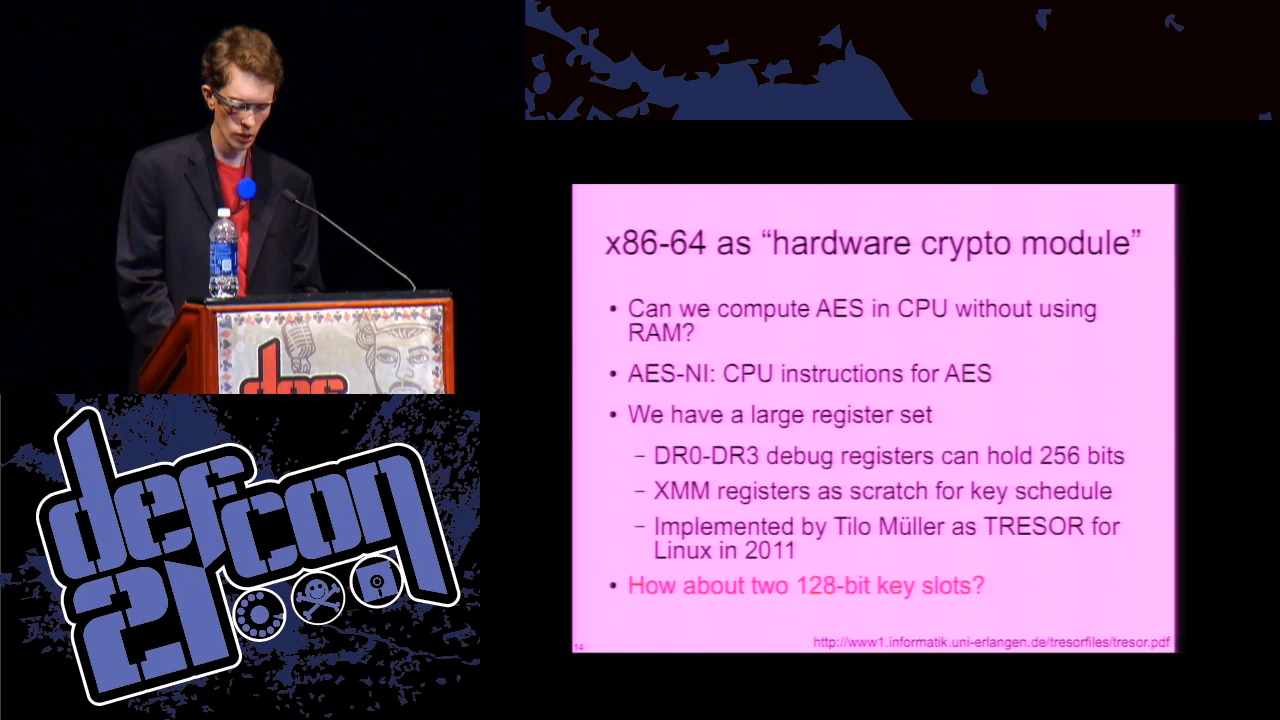 x86-64 as “hardware crypto module”
• Can we compute AES in CPU without using
RAM?
• AES-NI: CPU instructions for AES
• We have a large register set
– DR0-DR3 debug registers can hold 256 bits
– XMM registers as scratch for key schedule
– Implemented by Tilo Müller as TRESOR for
Linux in 2011
• How about two 128-bit key slots?
14
http://www1.informatik.uni-erlangen.de/tresorfiles/tresor.pdf
def
defcon
21